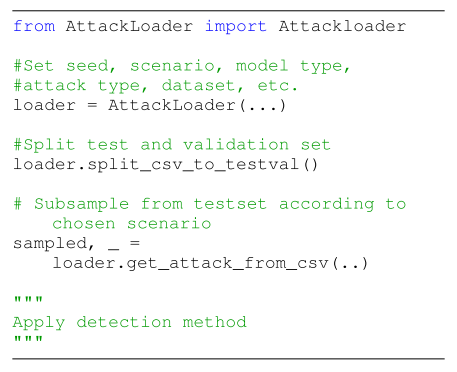 from AttackLoader import Attackloader
#Set seed, scenario, model type,
#attack type, dataset, etc.
loader = AttackLoader(...)
#Split test and validation set
loader.split_csv_to_testval()
# Subsample from testset according to
chosen scenario
sampled, _ =
loader.get_attack_from_csv(..)
"""
Apply detection method
"""